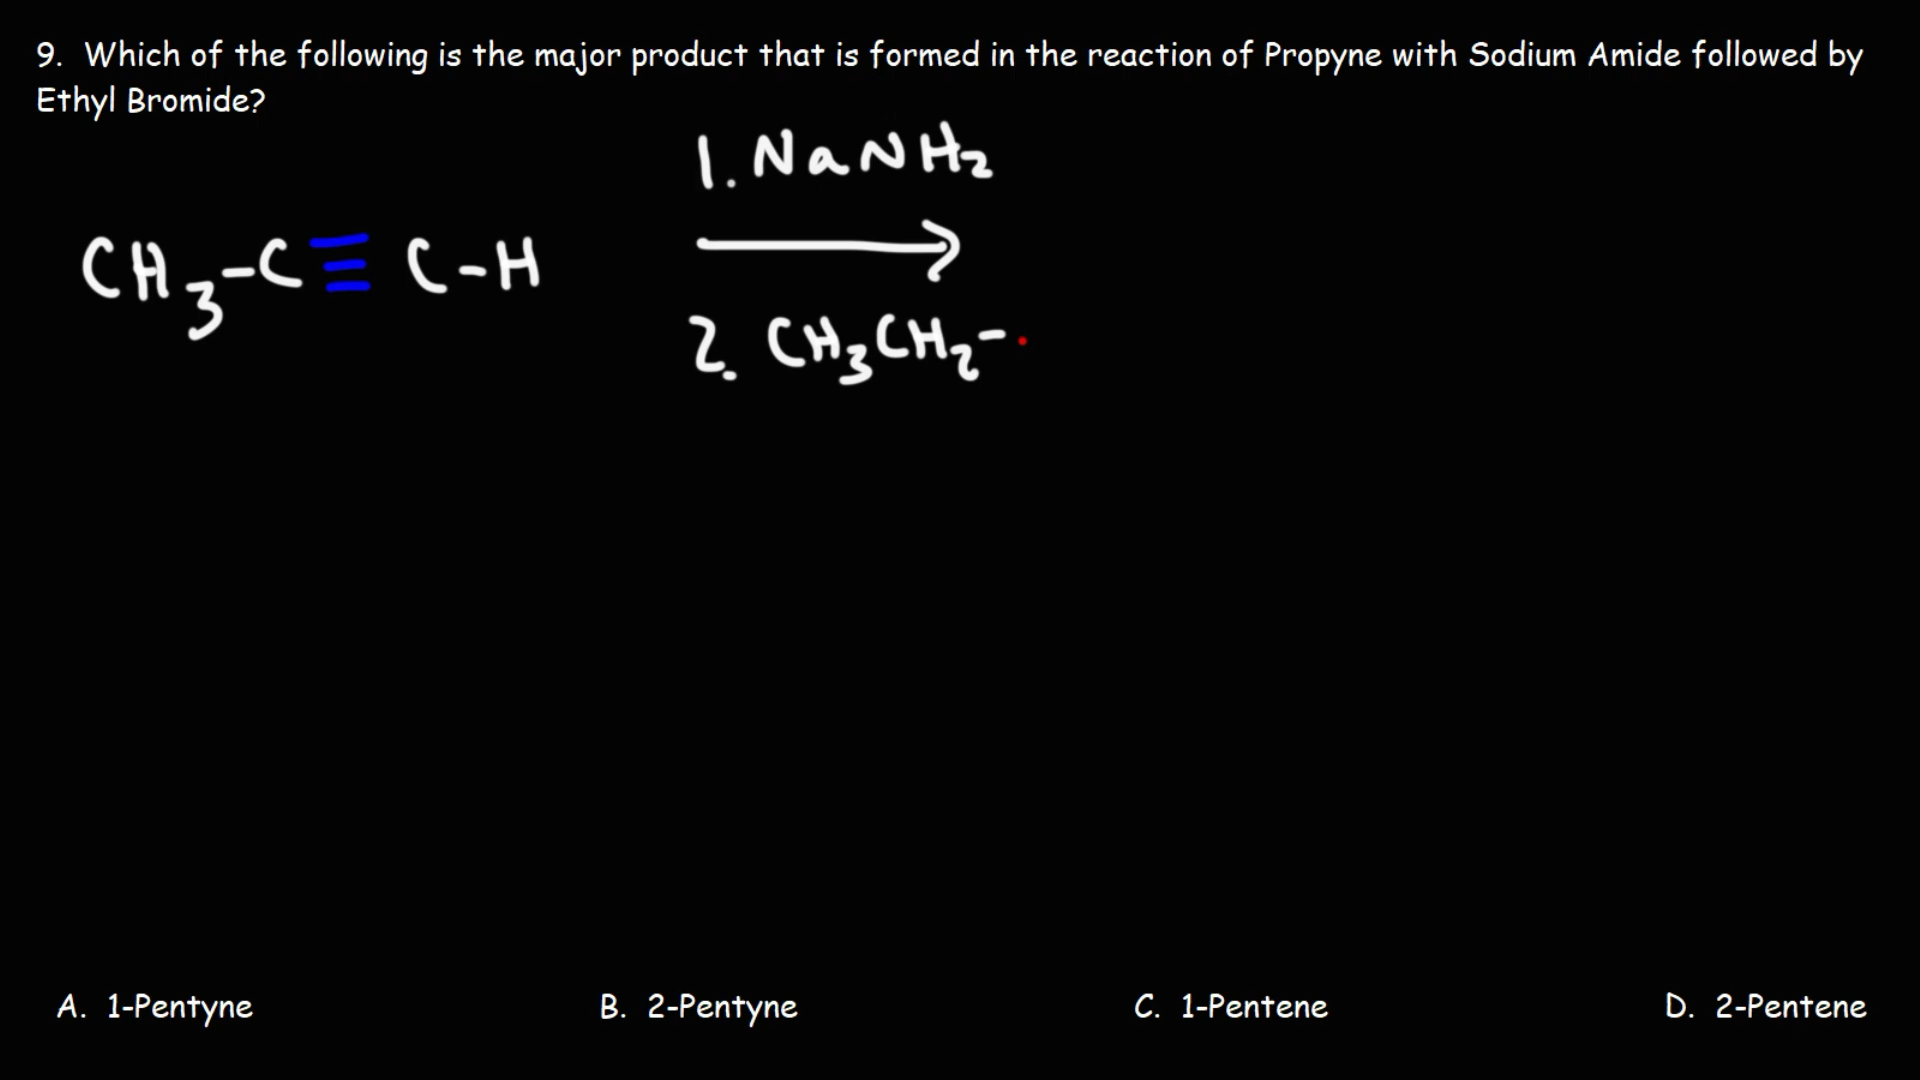 9. Which of the following is the major product that is formed in the reaction of Propyne with Sodium Amide followed by
Ethyl Bromide?
1. NaNH₂
CH₃-C≡C-H
2. CH₃CH₂-
A. 1-Pentyne B. 2-Pentyne C. 1-Pentene D. 2-Pentene